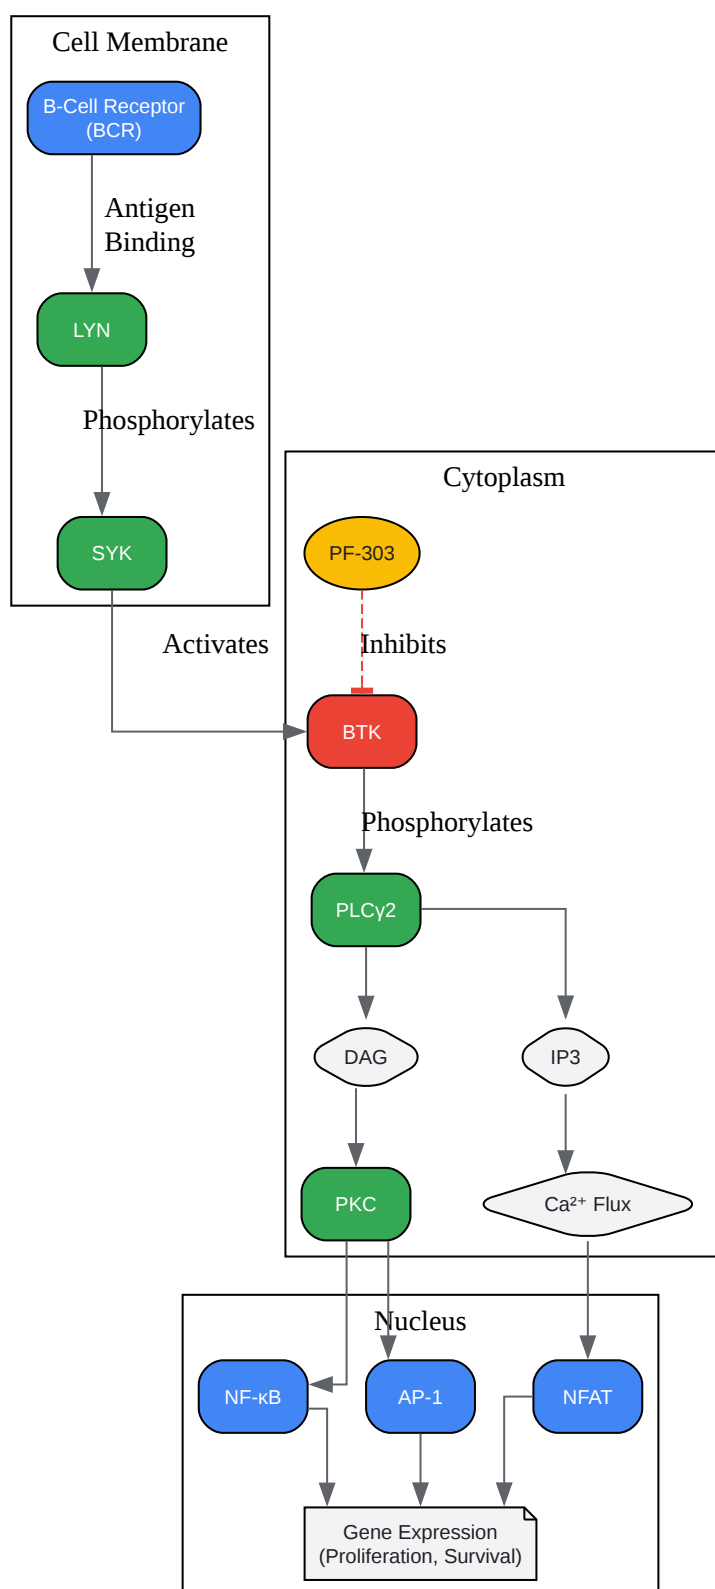 Cell Membrane
B-Cell Receptor
(BCR)
Antigen
Binding
LYN
Phosphorylates
SYK
Cytoplasm
PF-303
Activates
Inhibits
BTK
Phosphorylates
PLCγ2
DAG
IP3
PKC
Ca²⁺ Flux
Nucleus
NF-κB
AP-1
NFAT
Gene Expression
(Proliferation, Survival)